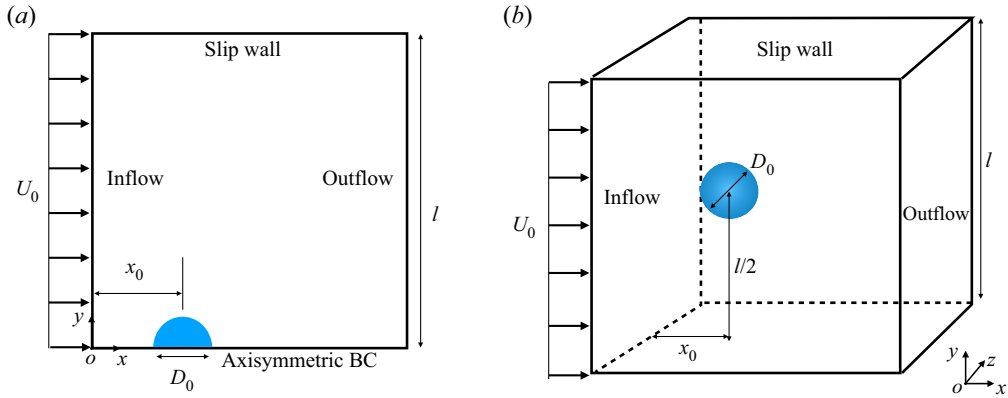 (a)
Slip wall
Inflow
Outflow
U₀
l
x₀
y
o
x
D₀
Axisymmetric BC
(b)
Slip wall
D₀
l
Inflow
Outflow
U₀
l/2
x₀
y
z
o
x